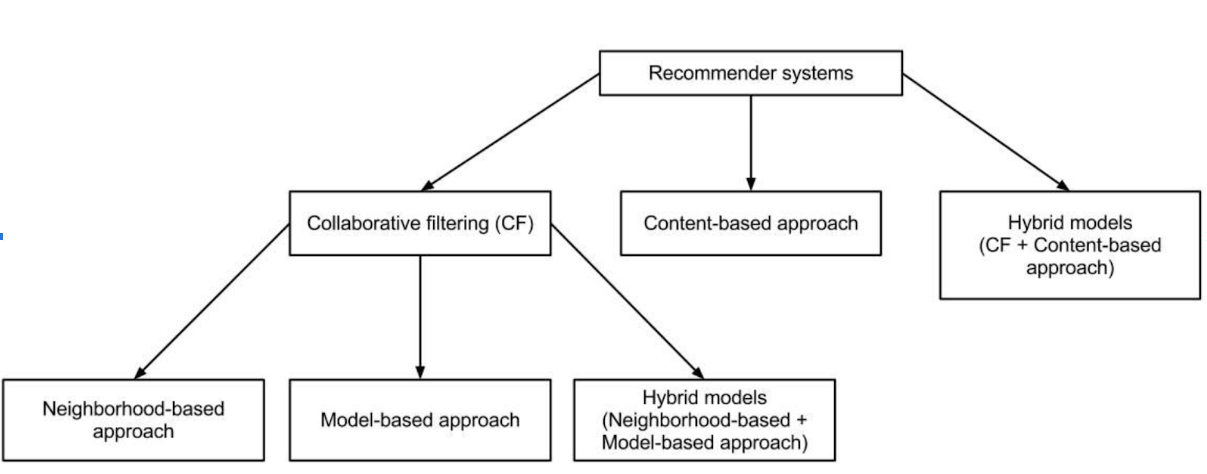 Recommender systems
Collaborative filtering (CF)
Content-based approach
Hybrid models
(CF + Content-based
approach)
Neighborhood-based
approach
Model-based approach
Hybrid models
(Neighborhood-based +
Model-based approach)